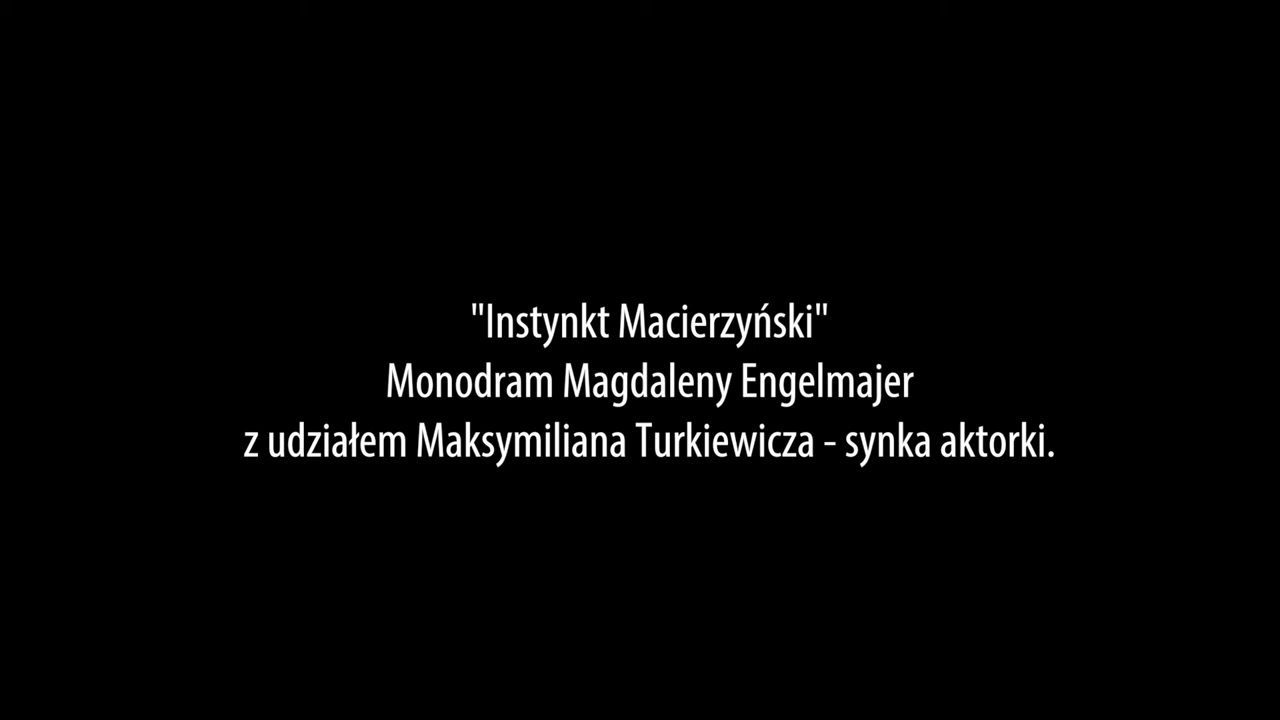 "Instynkt Macierzyński"
Monodram Magdaleny Engelmajer
z udziałem Maksymiliana Turkiewicza - synka aktorki.